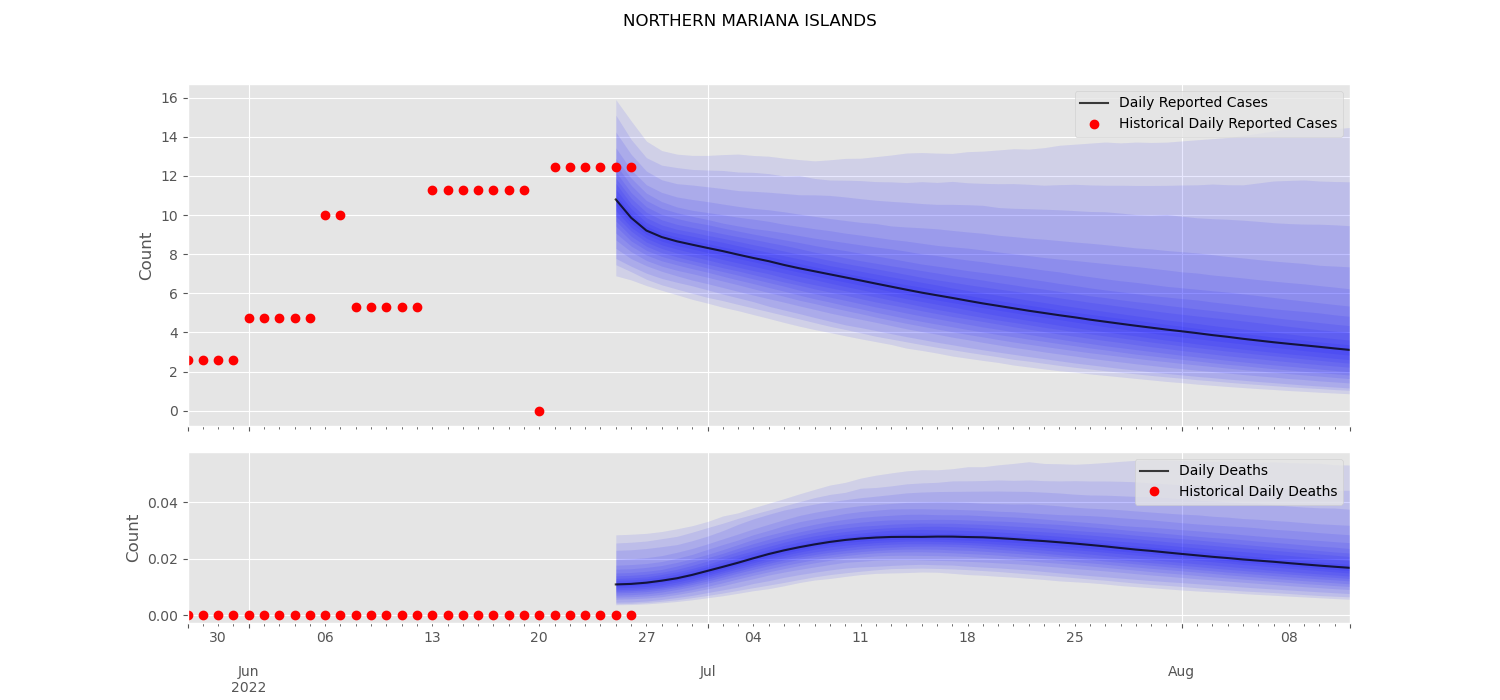 NORTHERN MARIANA ISLANDS
Daily Reported Cases
Historical Daily Reported Cases
Count
16
14
12
10
8
6
4
2
0
Daily Deaths
Historical Daily Deaths
Count
0.04
0.02
0.00
30 06 13 20 27 04 11 18 25 08
Jun Jul Aug
2022